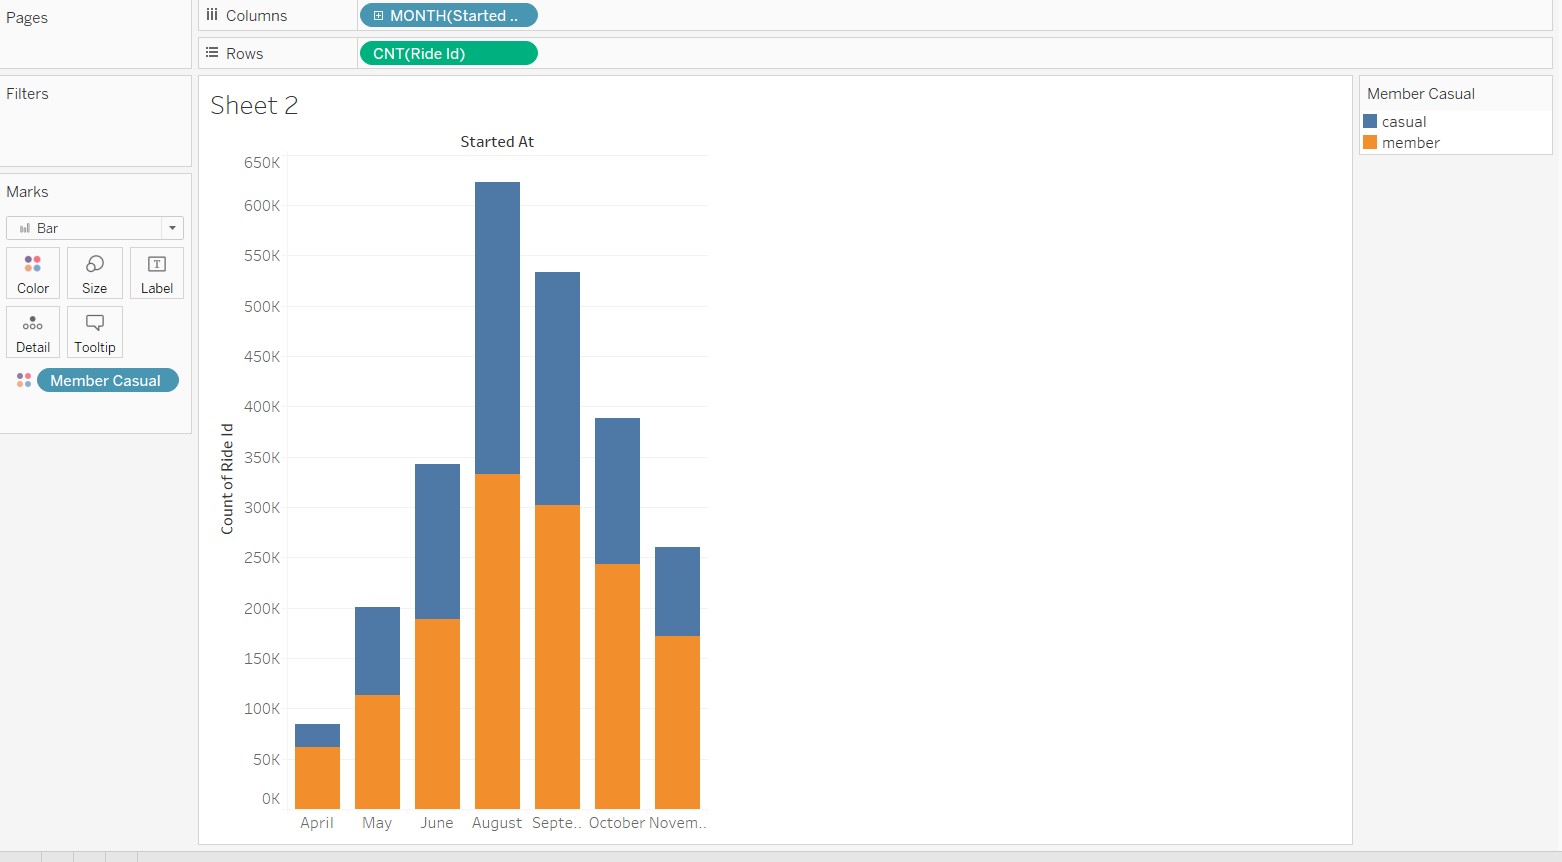 Pages
Columns
MONTH(Started ..
Rows
CNT(Ride Id)
Filters
Marks
Bar
Color
Size
Label
Detail
Tooltip
Member Casual
Sheet 2
Started At
650K
600K
550K
500K
450K
400K
350K
300K
250K
200K
150K
100K
50K
0K
Count of Ride Id
April May June August Septe.. October Novem..
Member Casual
casual
member